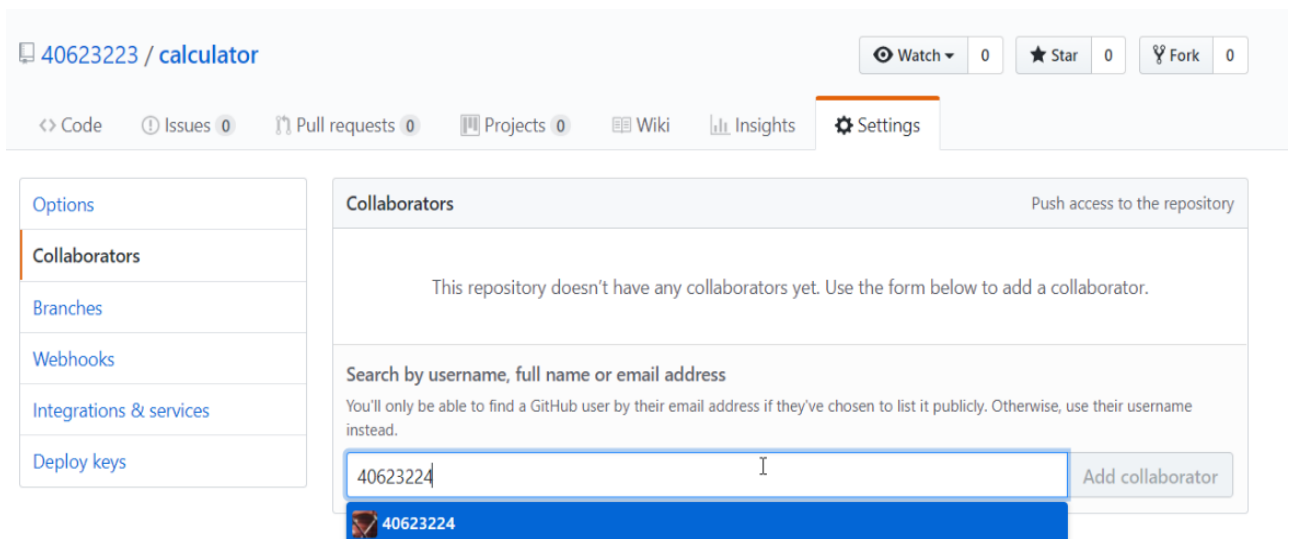 40623223 / calculator
Watch 0 Star 0 Fork 0
Code Issues 0 Pull requests 0 Projects 0 Wiki Insights Settings
Options
Collaborators
Branches
Webhooks
Integrations & services
Deploy keys
Collaborators Push access to the repository
This repository doesn't have any collaborators yet. Use the form below to add a collaborator.
Search by username, full name or email address
You'll only be able to find a GitHub user by their email address if they've chosen to list it publicly. Otherwise, use their username
instead.
40623224 Add collaborator
40623224